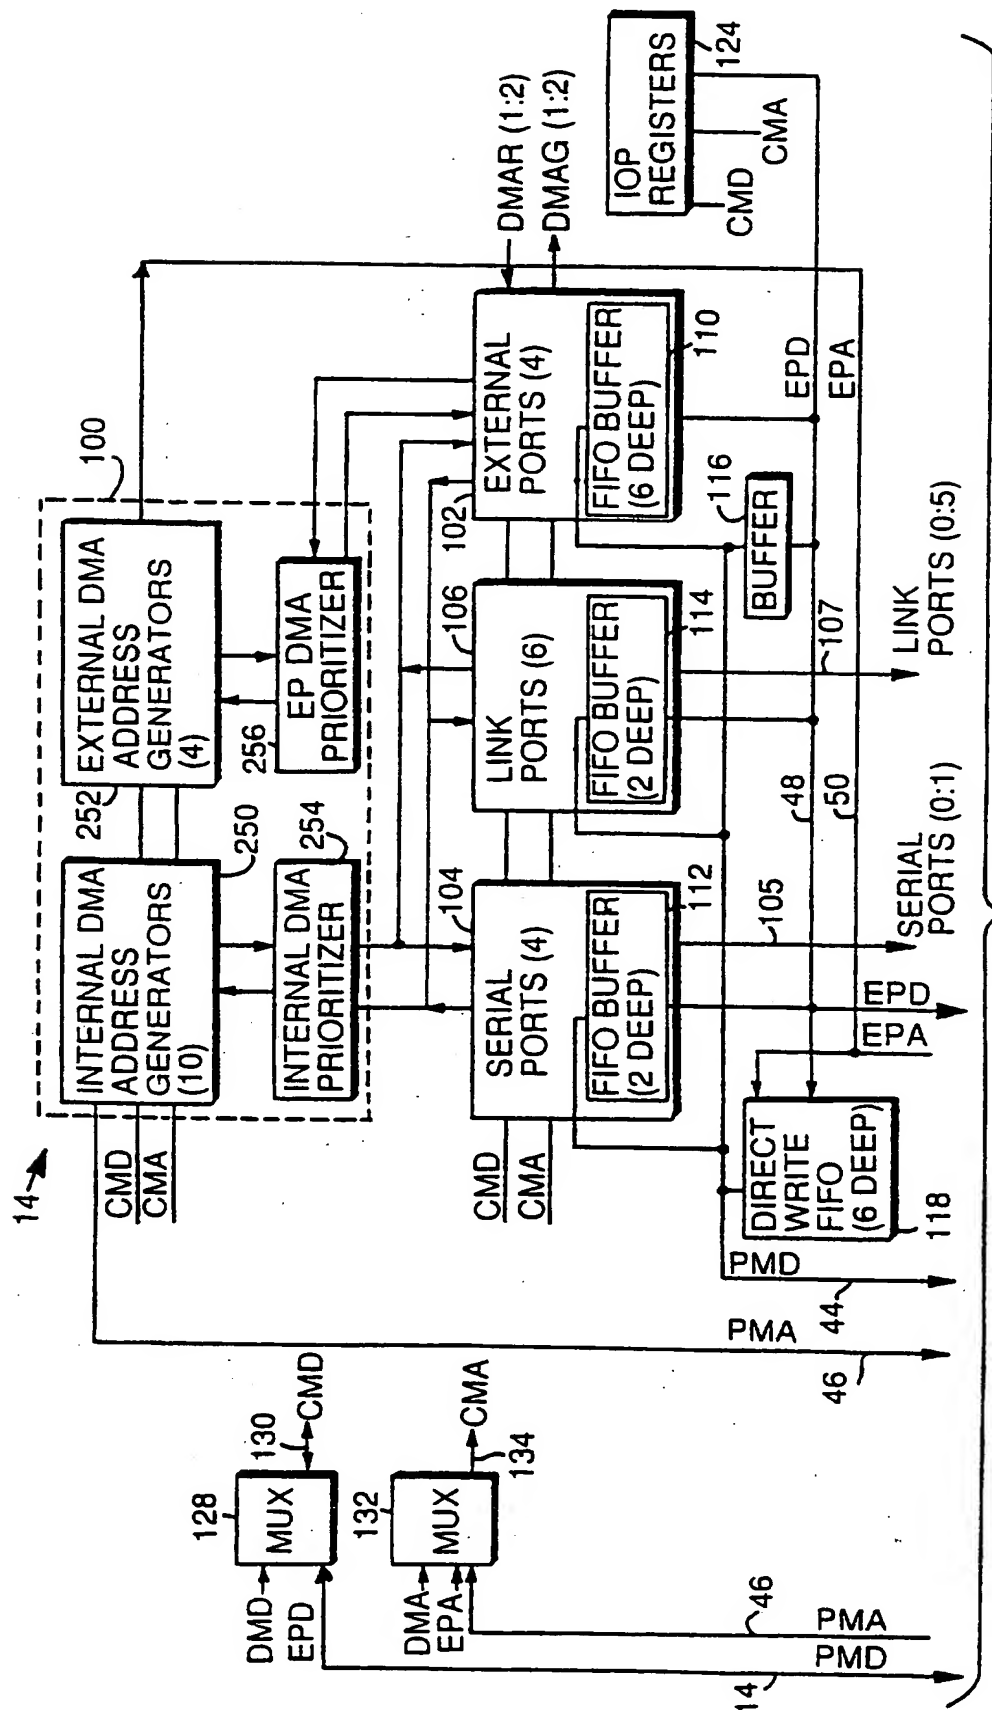 14
100
INTERNAL DMA
ADDRESS
GENERATORS
(10)
250
252
EXTERNAL DMA
ADDRESS
GENERATORS
(4)
CMD
CMA
INTERNAL DMA
PRIORITIZER
254
256
EP DMA
PRIORITIZER
128
MUX
130
CMD
DMD
EPD
132
MUX
134
CMA
DMA
EPA
CMD
CMA
104
SERIAL
PORTS (4)
FIFO BUFFER
(2 DEEP)
112
106
LINK
PORTS (6)
FIFO BUFFER
(2 DEEP)
114
102
EXTERNAL
PORTS (4)
FIFO BUFFER
(6 DEEP)
110
DMAR (1:2)
DMAG (1:2)
IOP
REGISTERS
124
CMD
CMA
116
BUFFER
EPD
EPA
DIRECT
WRITE
FIFO
(6 DEEP)
118
105
107
48
50
PMD
44
PMA
46
46
PMA
PMD
14
EPD
EPA
SERIAL
PORTS (0:1)
LINK
PORTS (0:5)